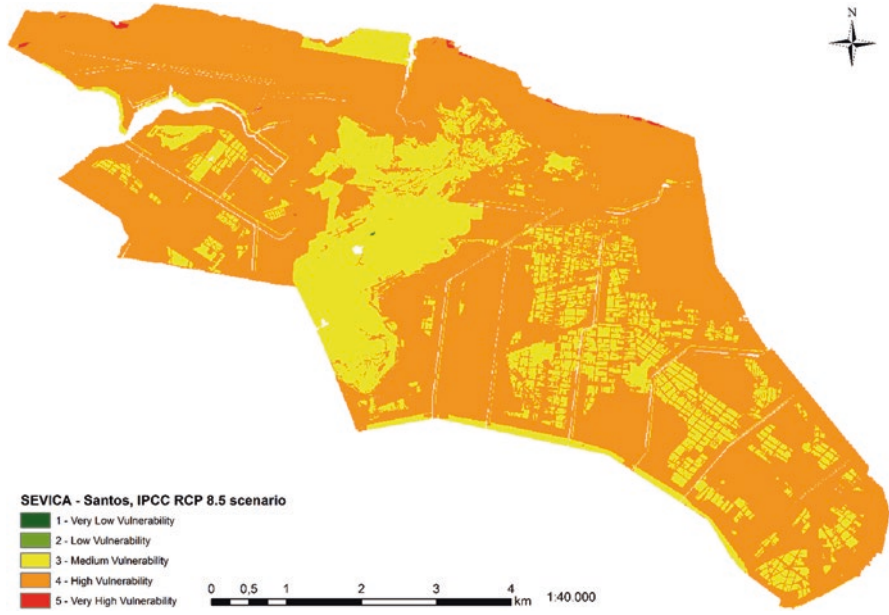 N
SEVICA - Santos, IPCC RCP 8.5 scenario
1 - Very Low Vulnerability
2 - Low Vulnerability
3 - Medium Vulnerability
4 - High Vulnerability
5 - Very High Vulnerability
0 0,5 1 2 3 4 km 1:40.000